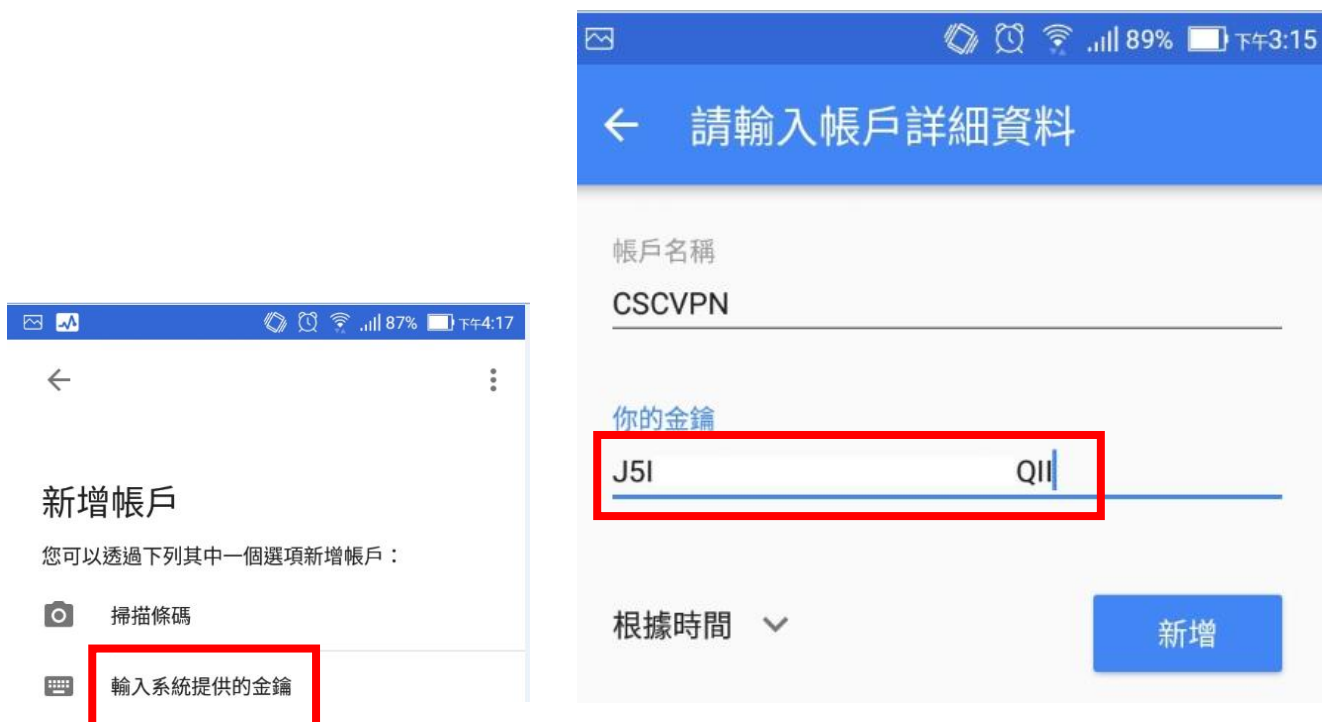 87% 下午4:17
新增帳戶
您可以透過下列其中一個選項新增帳戶：
掃描條碼
輸入系統提供的金鑰
89% 下午3:15
請輸入帳戶詳細資料
帳戶名稱
CSCVPN
你的金鑰
J5I QII
根據時間
新增